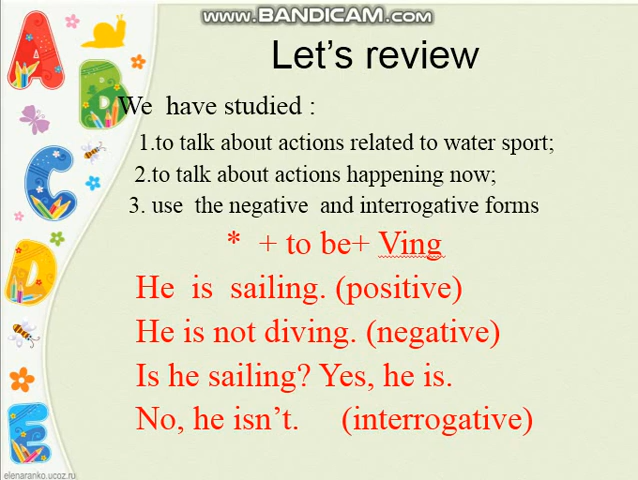 www.BANDICAM.com
Let's review
We have studied :
1.to talk about actions related to water sport;
2.to talk about actions happening now;
3. use the negative and interrogative forms
* + to be+ Ving
He is sailing. (positive)
He is not diving. (negative)
Is he sailing? Yes, he is.
No, he isn't. (interrogative)
A
B
C
D
E
elenaranko.ucoz.ru